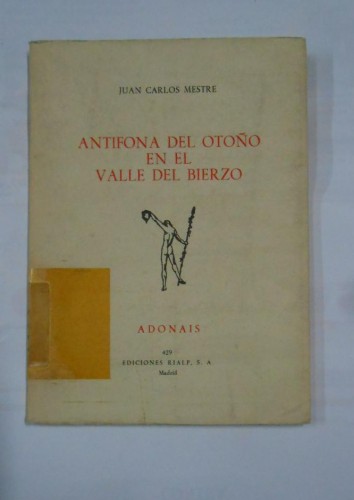 JUAN CARLOS MESTRE
ANTIFONA DEL OTOÑO
EN EL
VALLE DEL BIERZO
ADONAIS
EDICIONES RIALP, S. A.
Madrid